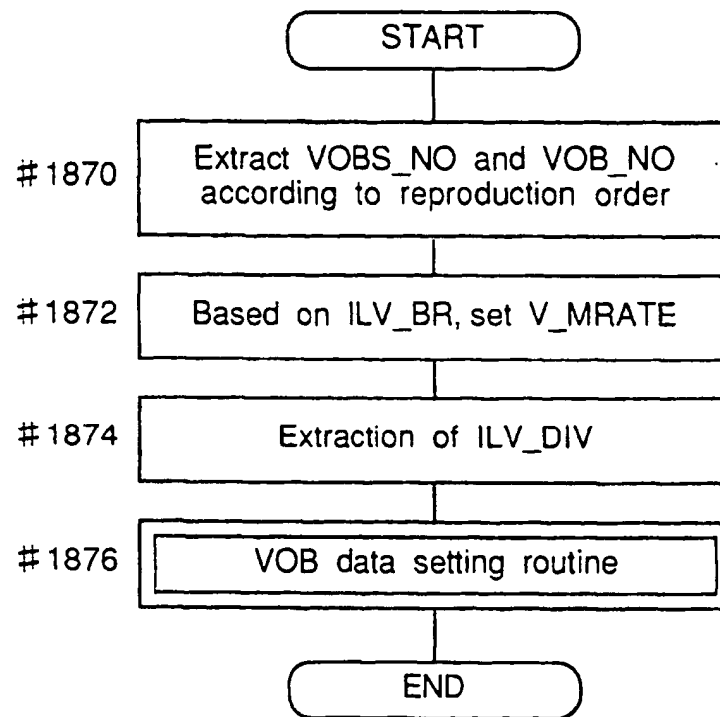 START
#1870
Extract VOBS_NO and VOB_NO
according to reproduction order
#1872
Based on ILV_BR, set V_MRATE
#1874
Extraction of ILV_DIV
#1876
VOB data setting routine
END